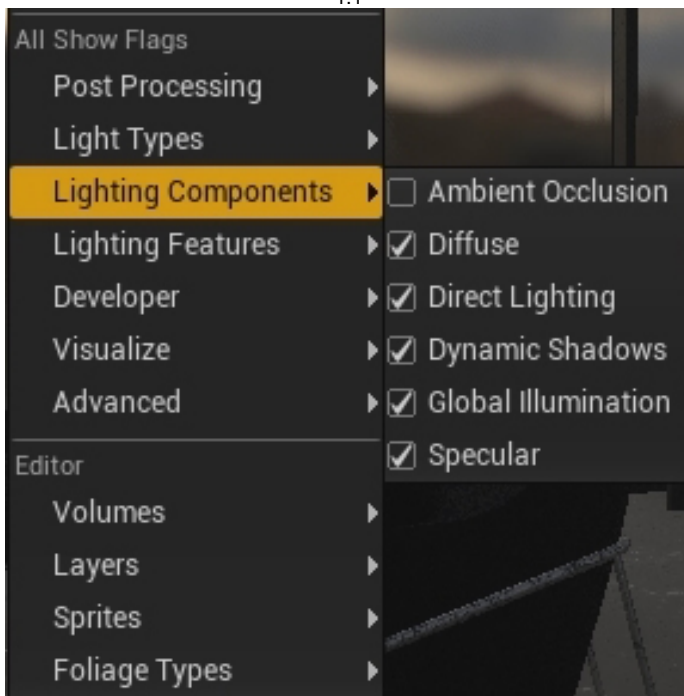 All Show Flags
Post Processing
Light Types
Lighting Components
Lighting Features
Developer
Visualize
Advanced
Editor
Volumes
Layers
Sprites
Foliage Types
Ambient Occlusion
Diffuse
Direct Lighting
Dynamic Shadows
Global Illumination
Specular